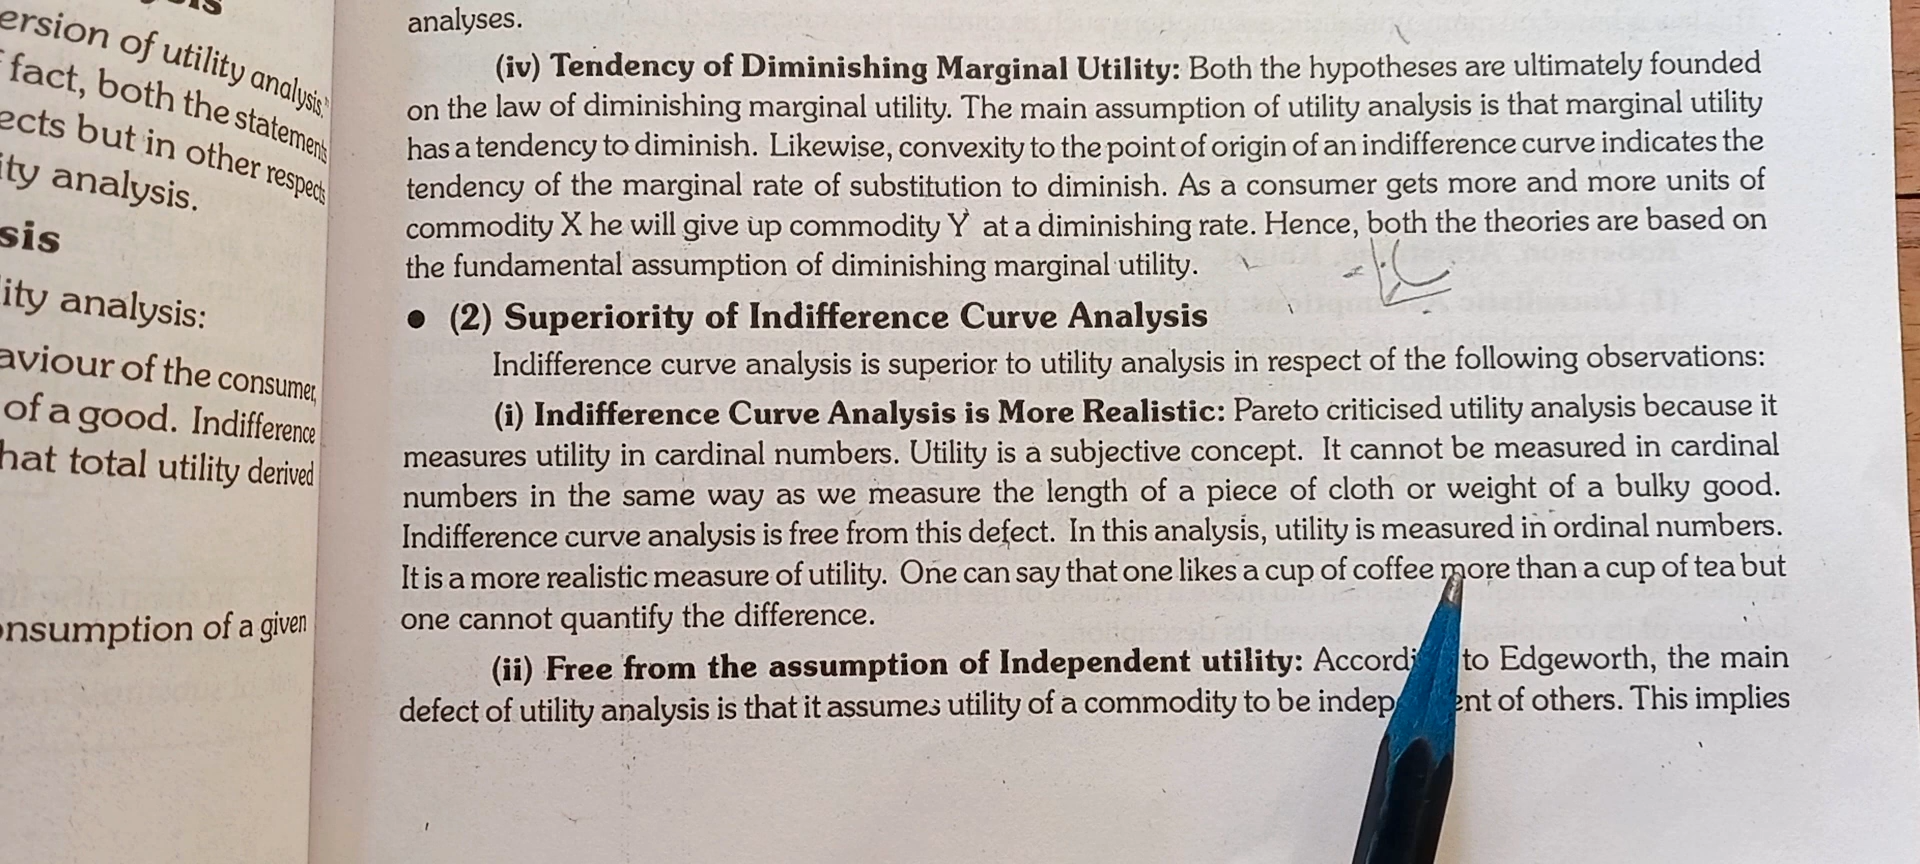 ersion of utility analysis."
fact, both the statements
ects but in other respects
ity analysis.
sis
ity analysis:
aviour of the consumer,
of a good. Indifference
hat total utility derived
onsumption of a given
analyses.
(iv) Tendency of Diminishing Marginal Utility: Both the hypotheses are ultimately founded
on the law of diminishing marginal utility. The main assumption of utility analysis is that marginal utility
has a tendency to diminish. Likewise, convexity to the point of origin of an indifference curve indicates the
tendency of the marginal rate of substitution to diminish. As a consumer gets more and more units of
commodity X he will give up commodity Y at a diminishing rate. Hence, both the theories are based on
the fundamental assumption of diminishing marginal utility.
● (2) Superiority of Indifference Curve Analysis
Indifference curve analysis is superior to utility analysis in respect of the following observations:
(i) Indifference Curve Analysis is More Realistic: Pareto criticised utility analysis because it
measures utility in cardinal numbers. Utility is a subjective concept. It cannot be measured in cardinal
numbers in the same way as we measure the length of a piece of cloth or weight of a bulky good.
Indifference curve analysis is free from this defect. In this analysis, utility is measured in ordinal numbers.
It is a more realistic measure of utility. One can say that one likes a cup of coffee more than a cup of tea but
one cannot quantify the difference.
(ii) Free from the assumption of Independent utility: Accordi to Edgeworth, the main
defect of utility analysis is that it assumes utility of a commodity to be indep ent of others. This implies